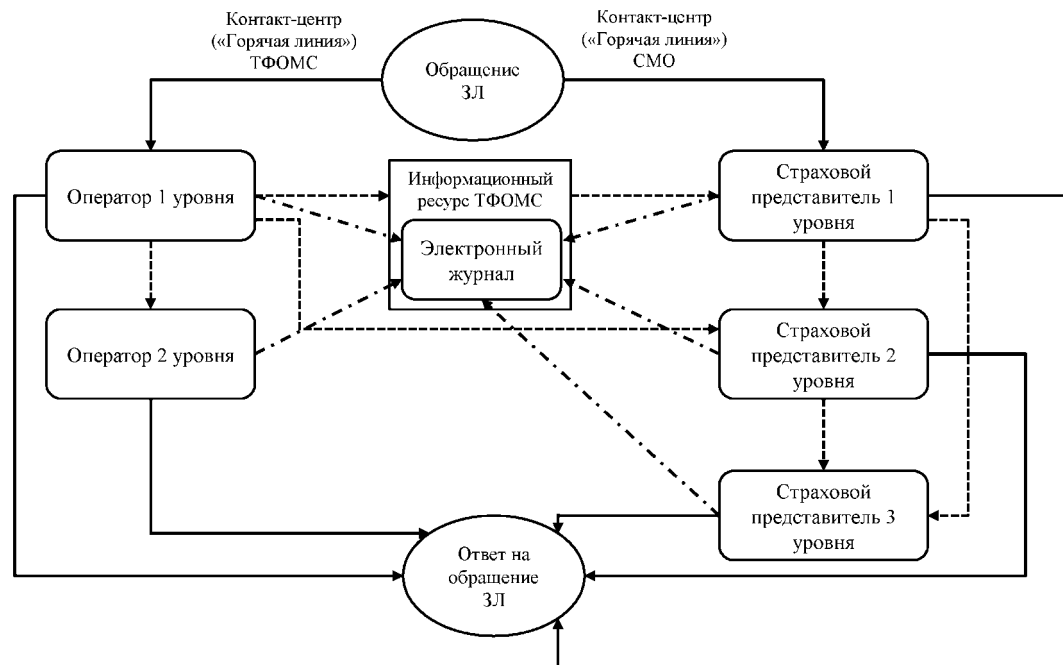 Контакт-центр
(«Горячая линия»)
ТФОМС
Контакт-центр
(«Горячая линия»)
СМО
Обращение
ЗЛ
Оператор 1 уровня
Информационный
ресурс ТФОМС
Электронный
журнал
Страховой
представитель 1
уровня
Оператор 2 уровня
Страховой
представитель 2
уровня
Страховой
представитель 3
уровня
Ответ на
обращение
ЗЛ